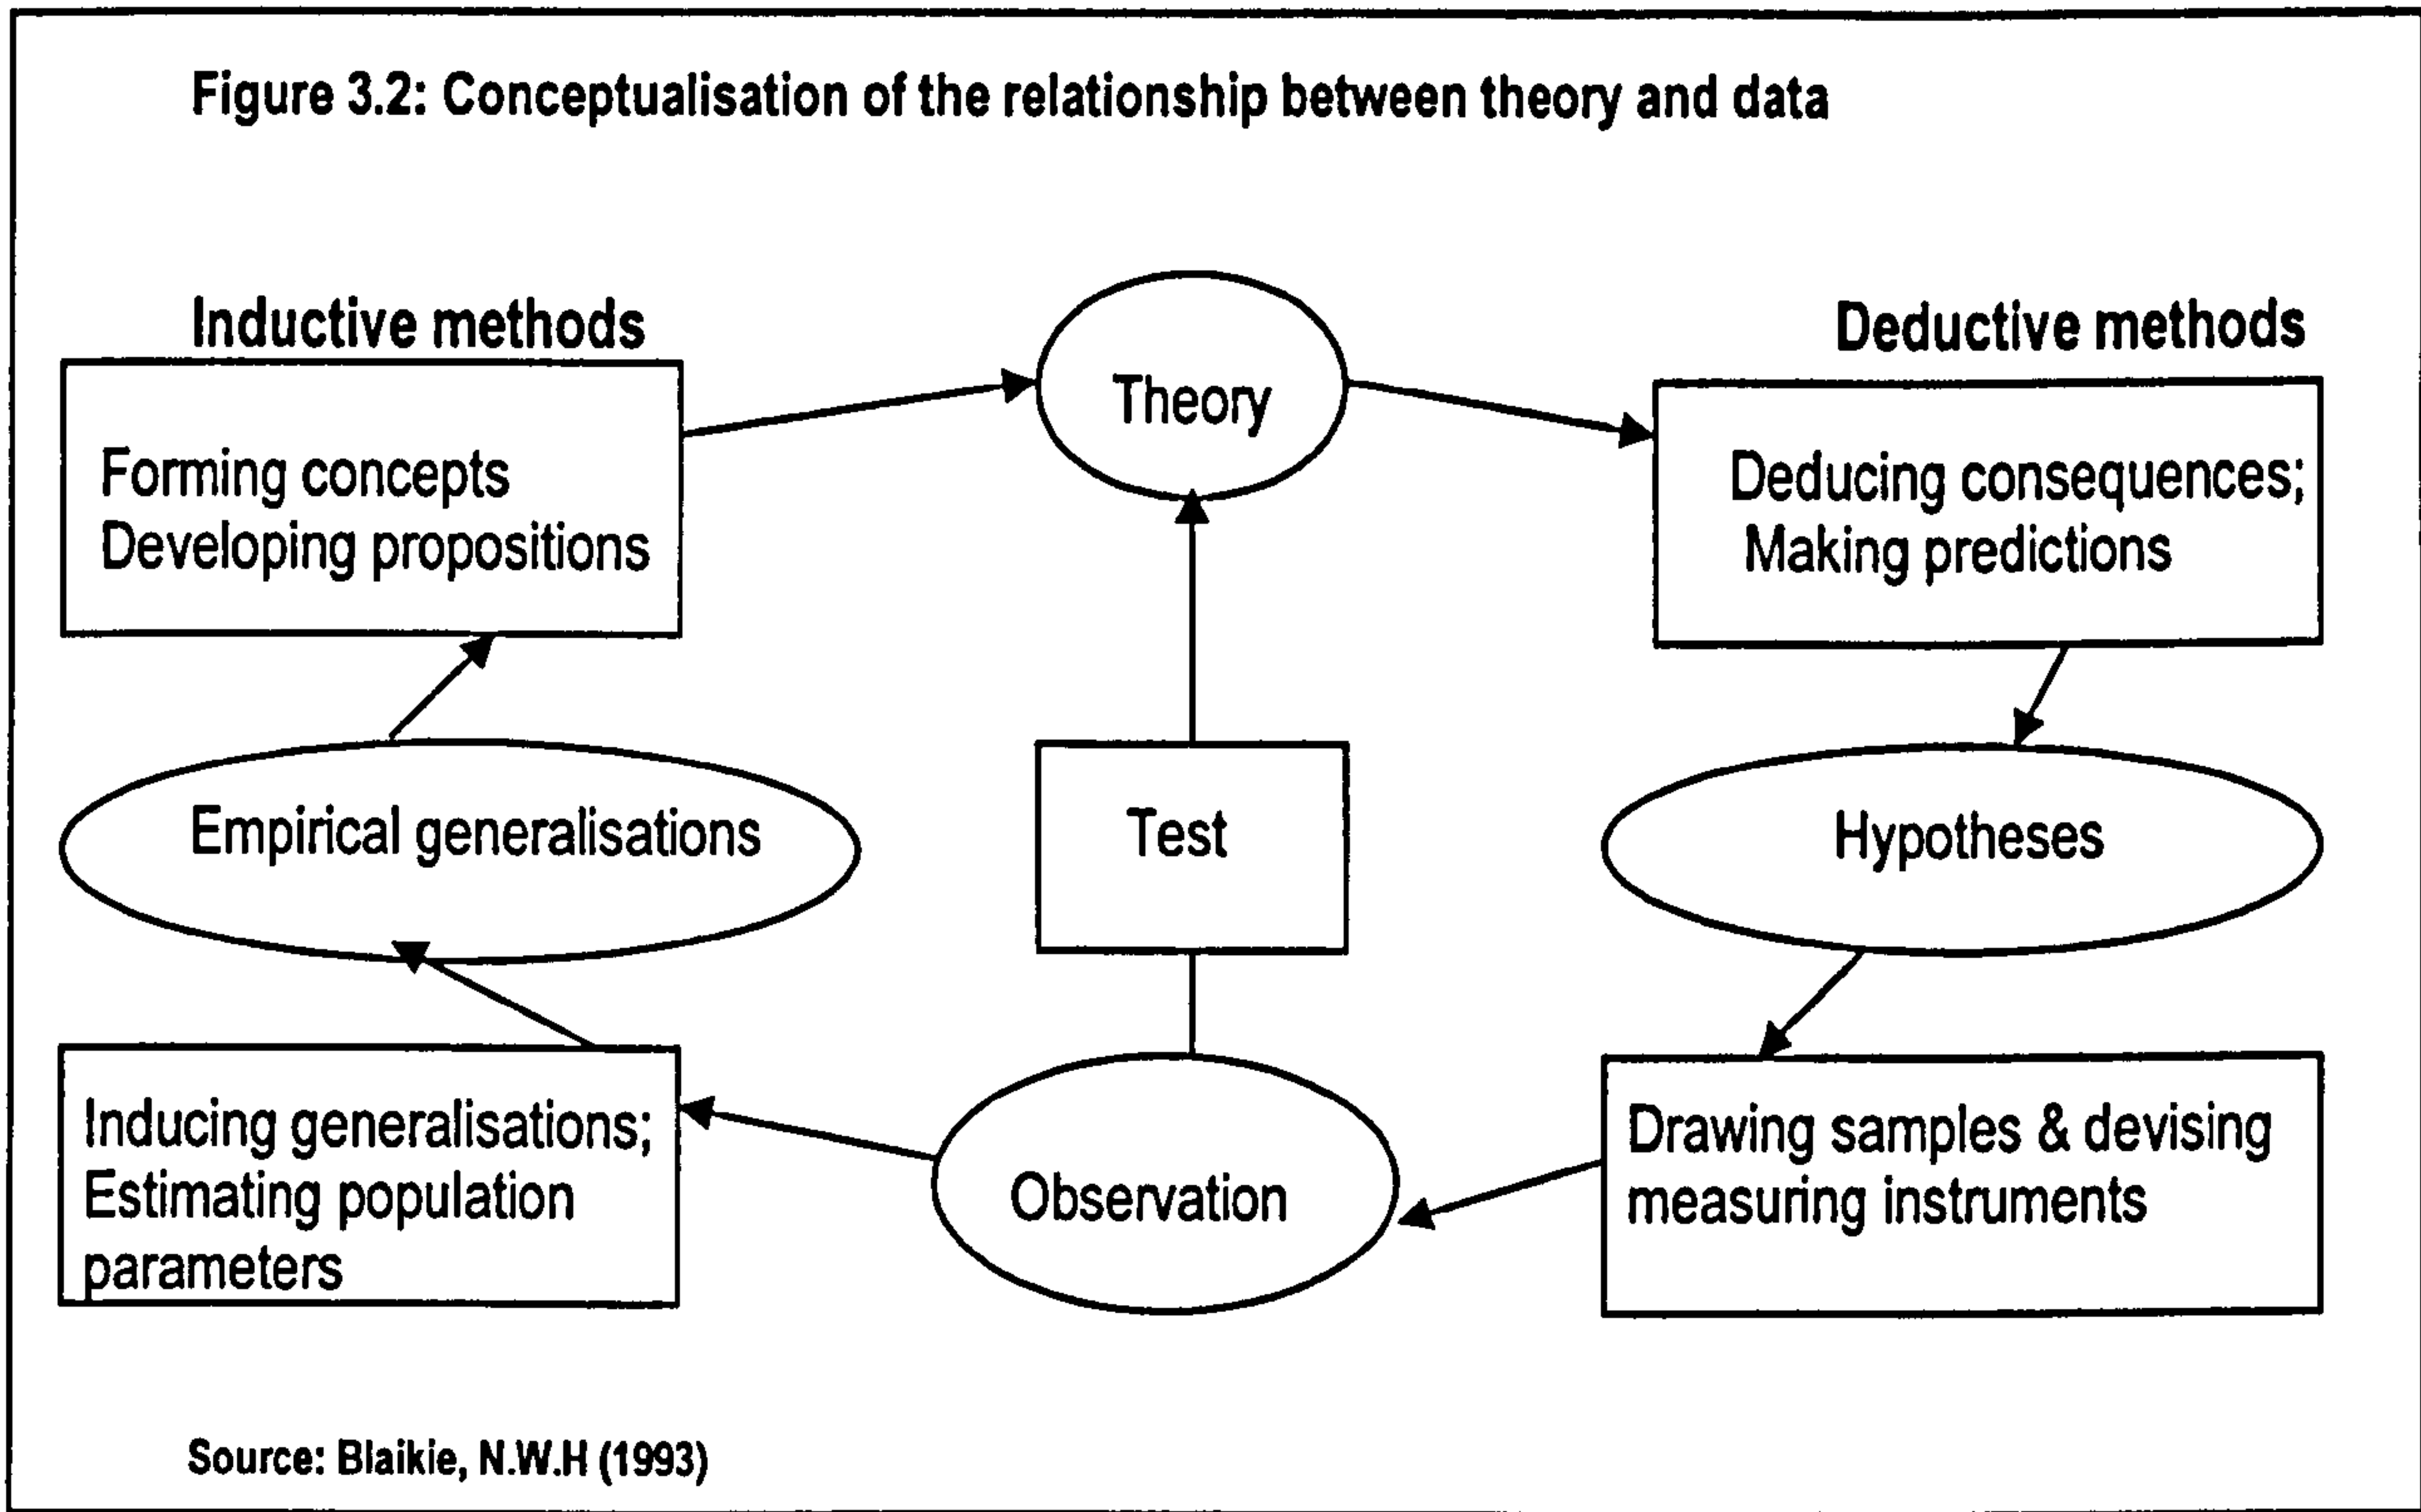 Figure 3.2: Conceptualisation of the relationship between theory and data
Inductive methods
Deductive methods
Theory
Forming concepts
Developing propositions
Deducing consequences;
Making predictions
Empirical generalisations
Test
Hypotheses
Inducing generalisations;
Estimating population
parameters
Observation
Drawing samples & devising
measuring instruments
Source: Blaikie, N.W.H (1993)